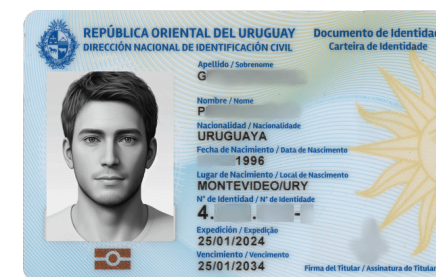 REPÚBLICA ORIENTAL DEL URUGUAY
DIRECCIÓN NACIONAL DE IDENTIFICACIÓN CIVIL
Documento de Identidad
Carteira de Identidade
Apellido / Sobrenome
G
Nombre / Nome
P
Nacionalidad / Nacionalidade
URUGUAYA
Fecha de Nacimiento / Data de Nascimento
1996
Lugar de Nacimiento / Local de Nascimento
MONTEVIDEO/URY
N° de Identidad / N° de Identidade
4. . -
Expedición / Expedição
25/01/2024
Vencimiento / Vencimento
25/01/2034
Firma del Titular / Assinatura do Titular